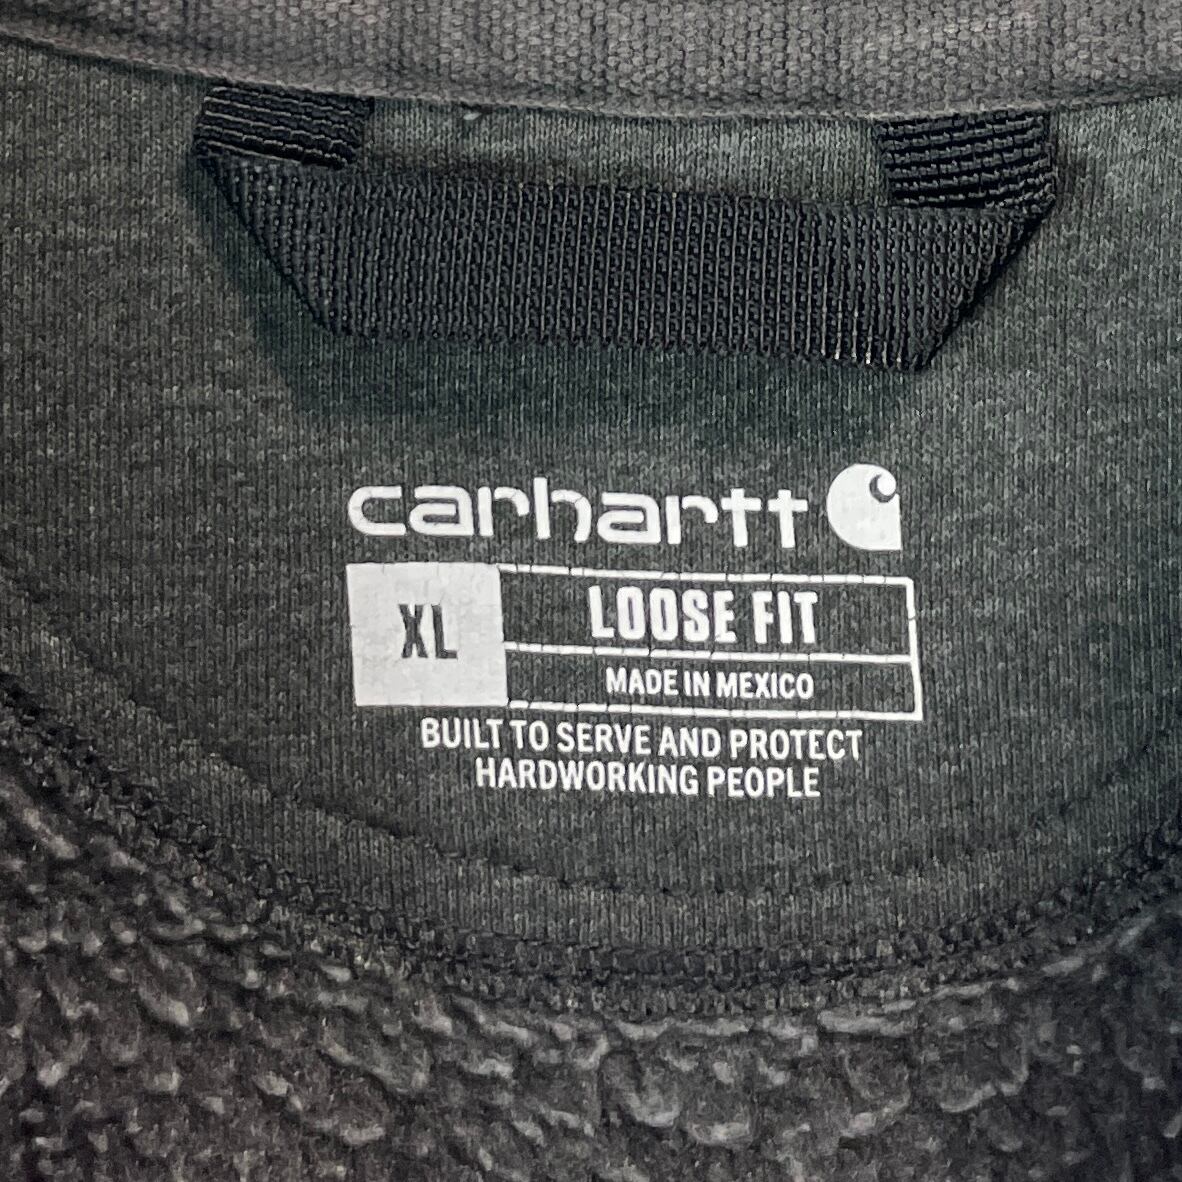 carhartt
XL
LOOSE FIT
MADE IN MEXICO
BUILT TO SERVE AND PROTECT
HARDWORKING PEOPLE